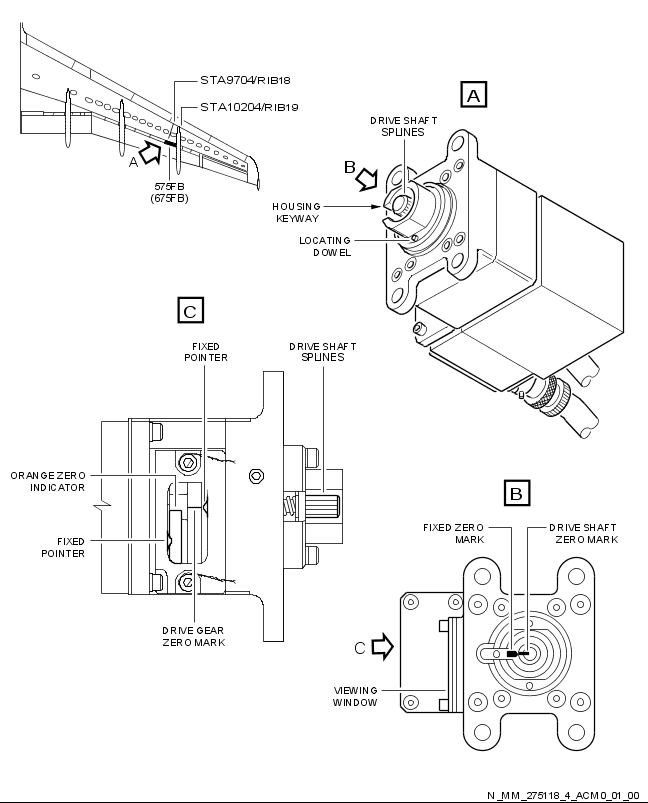 STA9704/RIB18
STA10204/RIB19
A
575FB
(675FB)
A
DRIVE SHAFT
SPLINES
B
HOUSING
KEYWAY
LOCATING
DOWEL
C
FIXED
POINTER
DRIVE SHAFT
SPLINES
ORANGE ZERO
INDICATOR
FIXED
POINTER
DRIVE GEAR
ZERO MARK
B
FIXED ZERO
MARK
DRIVE SHAFT
ZERO MARK
C
VIEWING
WINDOW
N_MM_275118_4_ACM0_01_00